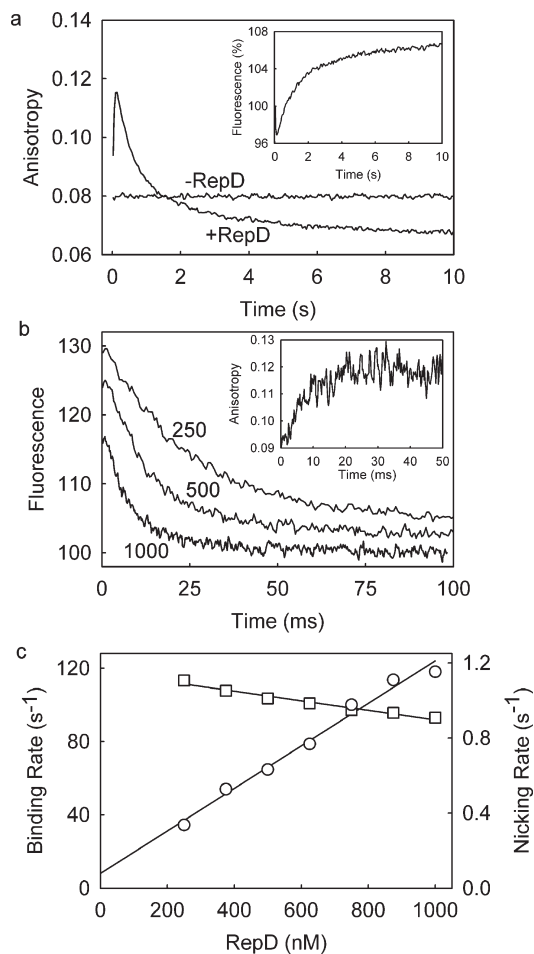 a
Anisotropy
0.14
0.12
0.10
0.08
0.06
-RepD
+RepD
0 2 4 6 8 10
Time (s)
Fluorescence (%)
108
104
100
96
0 2 4 6 8 10
Time (s)
b
Fluorescence
130
120
110
100
250
500
1000
0 25 50 75 100
Time (ms)
Anisotropy
0.13
0.12
0.11
0.10
0.09
0 10 20 30 40 50
Time (ms)
c
Binding Rate (s⁻¹)
120
80
40
0
1.2
0.8
0.4
0.0
Nicking Rate (s⁻¹)
0 200 400 600 800 1000
RepD (nM)